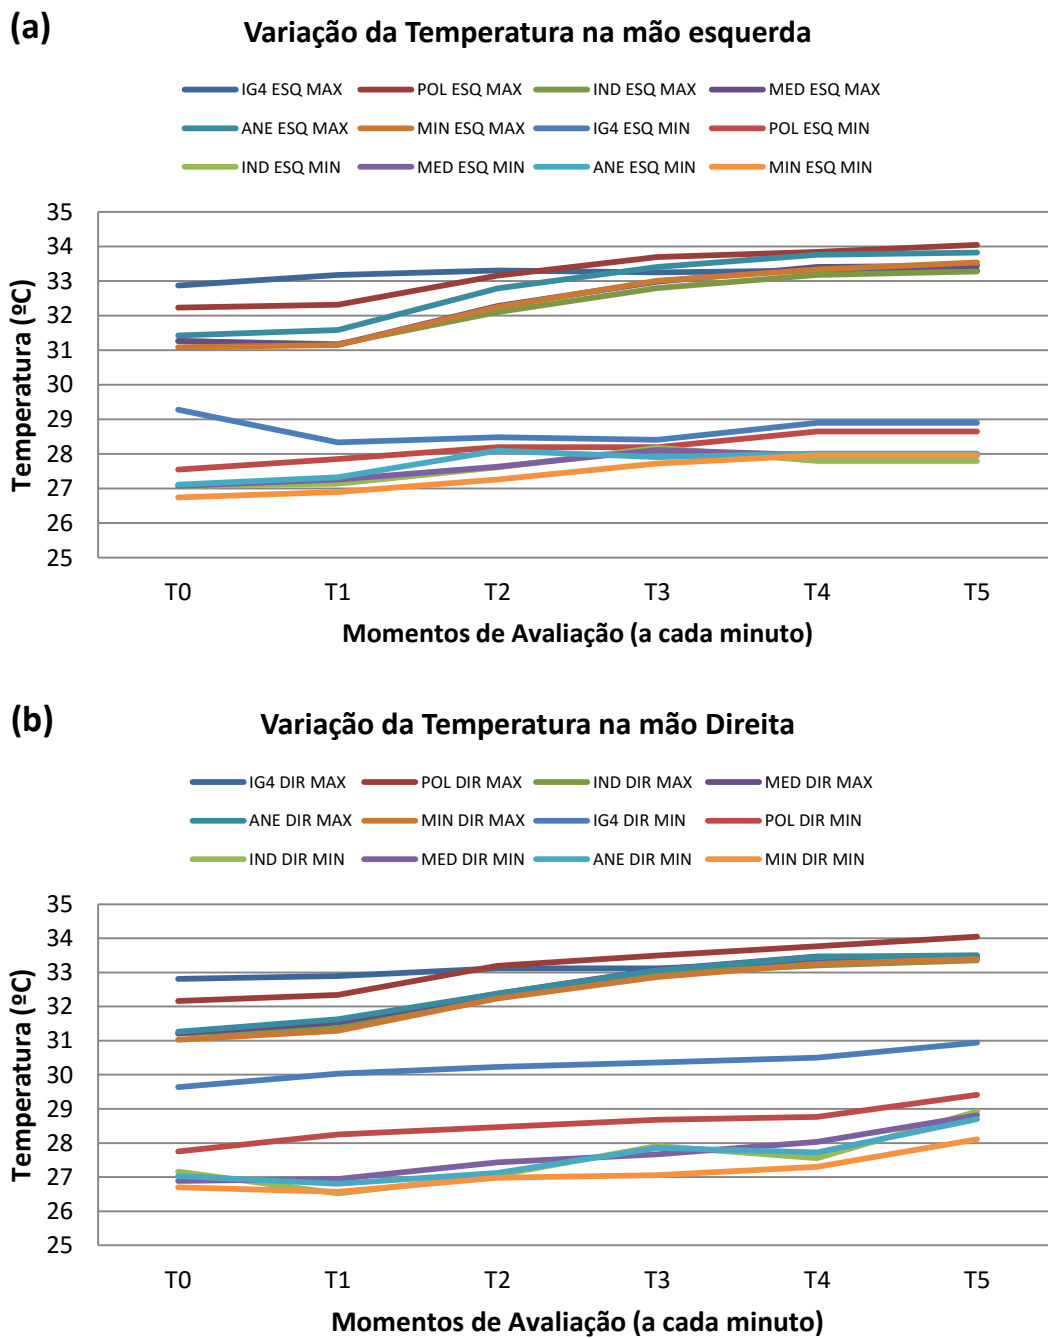 (a)
Variação da Temperatura na mão esquerda
IG4 ESQ MAX POL ESQ MAX IND ESQ MAX MED ESQ MAX
ANE ESQ MAX MIN ESQ MAX IG4 ESQ MIN POL ESQ MIN
IND ESQ MIN MED ESQ MIN ANE ESQ MIN MIN ESQ MIN
Temperatura (ºC)
35
34
33
32
31
30
29
28
27
26
25
T0 T1 T2 T3 T4 T5
Momentos de Avaliação (a cada minuto)
(b)
Variação da Temperatura na mão Direita
IG4 DIR MAX POL DIR MAX IND DIR MAX MED DIR MAX
ANE DIR MAX MIN DIR MAX IG4 DIR MIN POL DIR MIN
IND DIR MIN MED DIR MIN ANE DIR MIN MIN DIR MIN
Temperatura (ºC)
35
34
33
32
31
30
29
28
27
26
25
T0 T1 T2 T3 T4 T5
Momentos de Avaliação (a cada minuto)